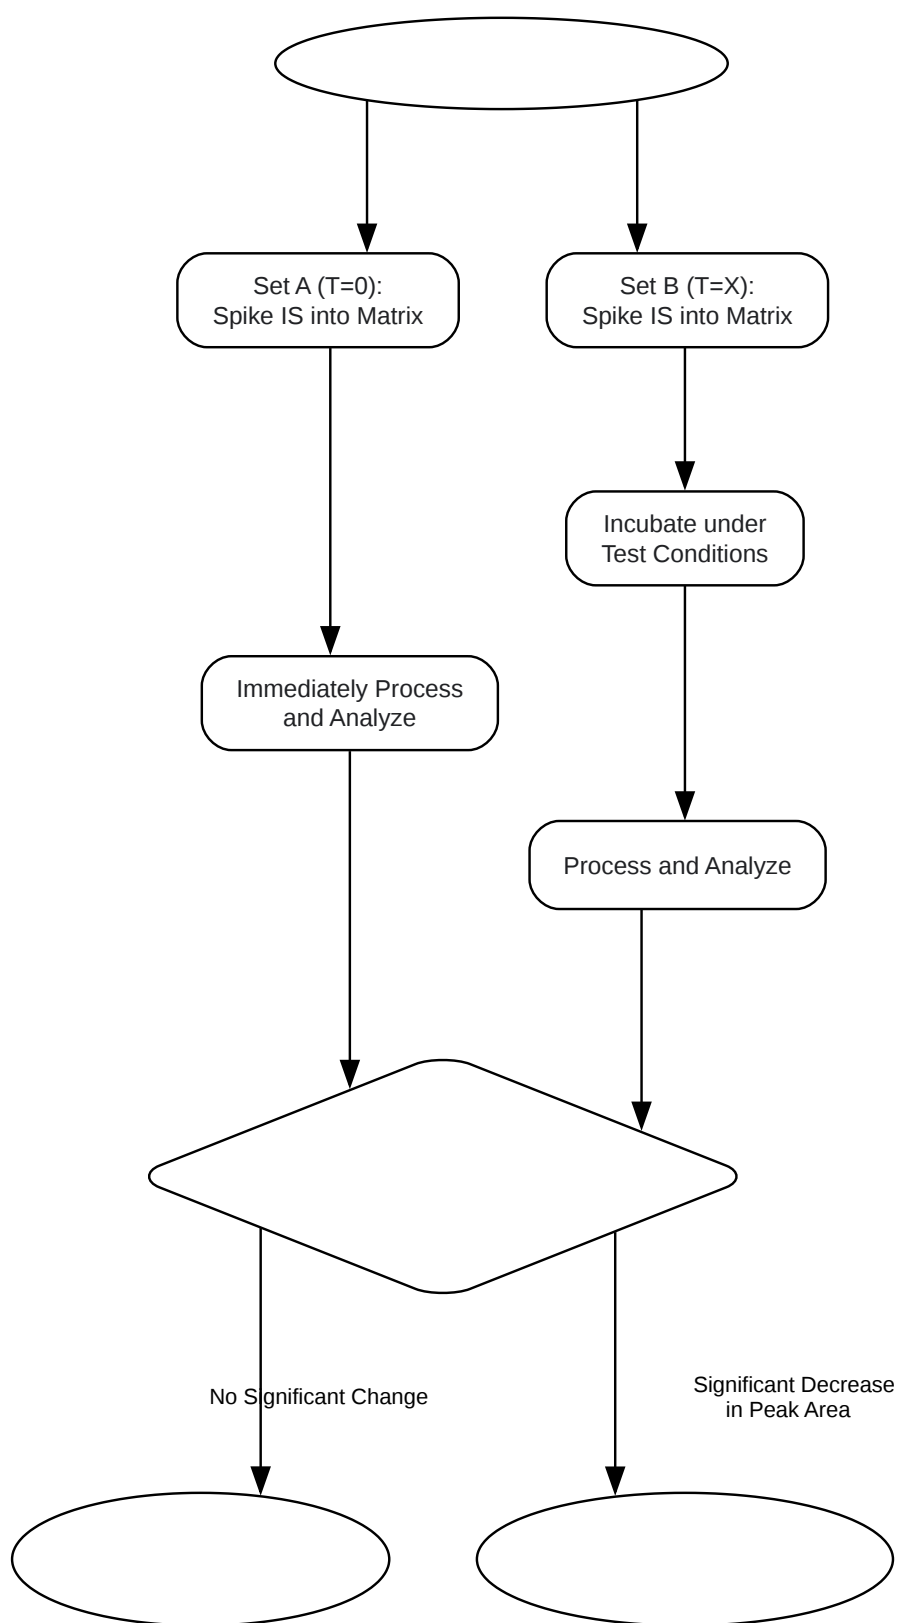 Set A (T=0):
Spike IS into Matrix
Set B (T=X):
Spike IS into Matrix
Incubate under
Test Conditions
Immediately Process
and Analyze
Process and Analyze
No Significant Change
Significant Decrease
in Peak Area